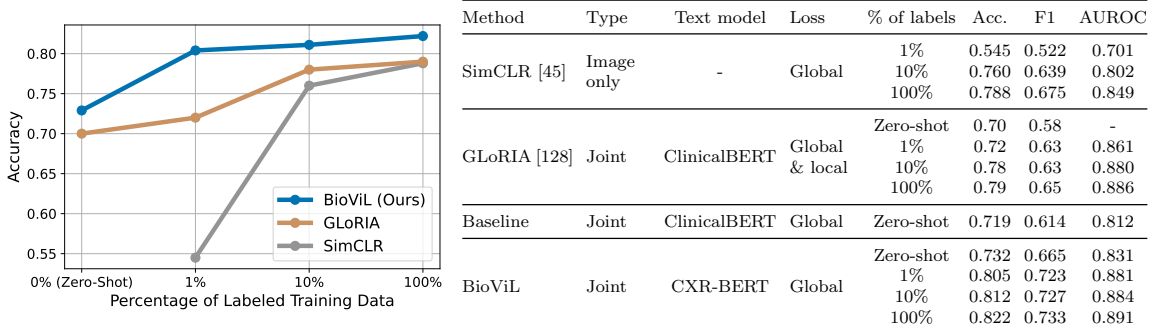 0.80
0.75
0.70
0.65
0.60
0.55
Accuracy
BioViL (Ours)
GLoRIA
SimCLR
0% (Zero-Shot) 1% 10% 100%
Percentage of Labeled Training Data
Method Type Text model Loss % of labels Acc. F1 AUROC
SimCLR [45] Image only - Global 1% 0.545 0.522 0.701
10% 0.760 0.639 0.802
100% 0.788 0.675 0.849
GLoRIA [128] Joint ClinicalBERT Global & local Zero-shot 0.70 0.58 -
1% 0.72 0.63 0.861
10% 0.78 0.63 0.880
100% 0.79 0.65 0.886
Baseline Joint ClinicalBERT Global Zero-shot 0.719 0.614 0.812
BioViL Joint CXR-BERT Global Zero-shot 0.732 0.665 0.831
1% 0.805 0.723 0.881
10% 0.812 0.727 0.884
100% 0.822 0.733 0.891